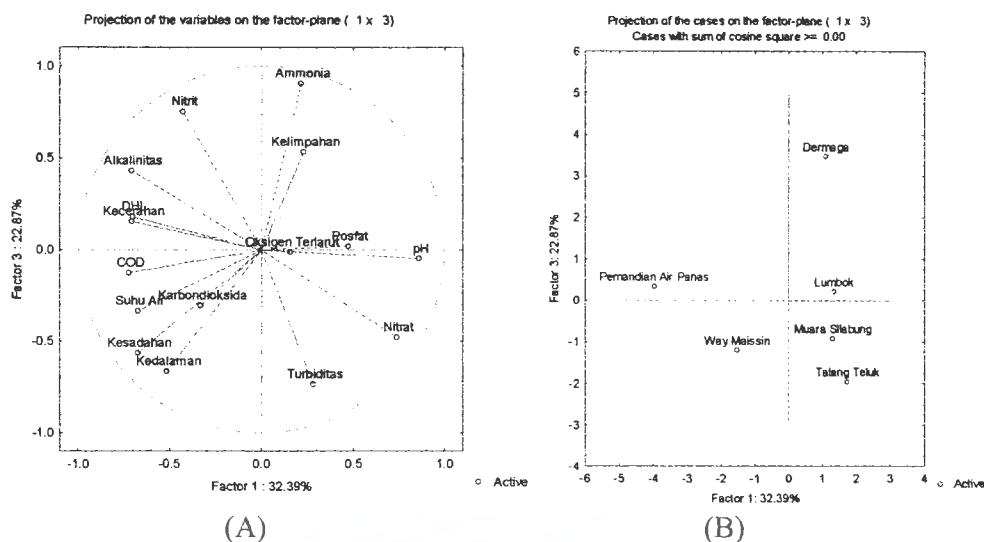 Projection of the variables on the factor-plane ( 1 x 3)
1.0
0.5
0.0
-0.5
-1.0
Factor 3 : 22.87%
Ammonia
Nitrit
Kelimpahan
Alkalinitas
DHL
Kecerahan
Oksigen Terlarut
Posfat
pH
COD
Suhu Air
Karbondioksida
Nitrat
Kesadahan
Kedalaman
Turbiditas
-1.0 -0.5 0.0 0.5 1.0
Factor 1 : 32.39%
Active
(A)
Projection of the cases on the factor-plane ( 1 x 3)
Cases with sum of cosine square >= 0.00
6
5
4
3
2
1
0
-1
-2
-3
-4
Factor 3: 22.87%
Dermaga
Pemandian Air Panas
Lumbok
Muara Silabung
Way Maissin
Talang Teluk
-6 -5 -4 -3 -2 -1 0 1 2 3 4
Factor 1: 32.39%
Active
(B)